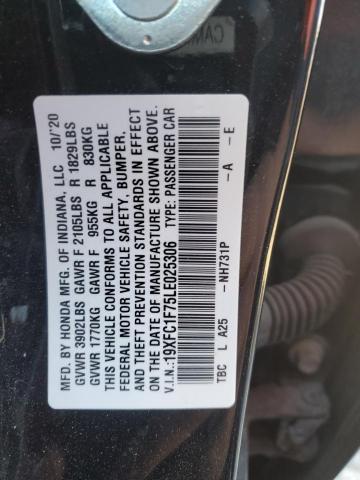 MFD. BY HONDA MFG. OF INDIANA, LLC 10/'20
GVWR 3902LBS GAWR F 2105LBS R 1829LBS
GVWR 1770KG GAWR F 955KG R 830KG
THIS VEHICLE CONFORMS TO ALL APPLICABLE
FEDERAL MOTOR VEHICLE SAFETY, BUMPER,
AND THEFT PREVENTION STANDARDS IN EFFECT
ON THE DATE OF MANUFACTURE SHOWN ABOVE.
V.I.N.:19XFC1F75LE025306 TYPE: PASSENGER CAR
TBC L A25 -NH731P -A -E